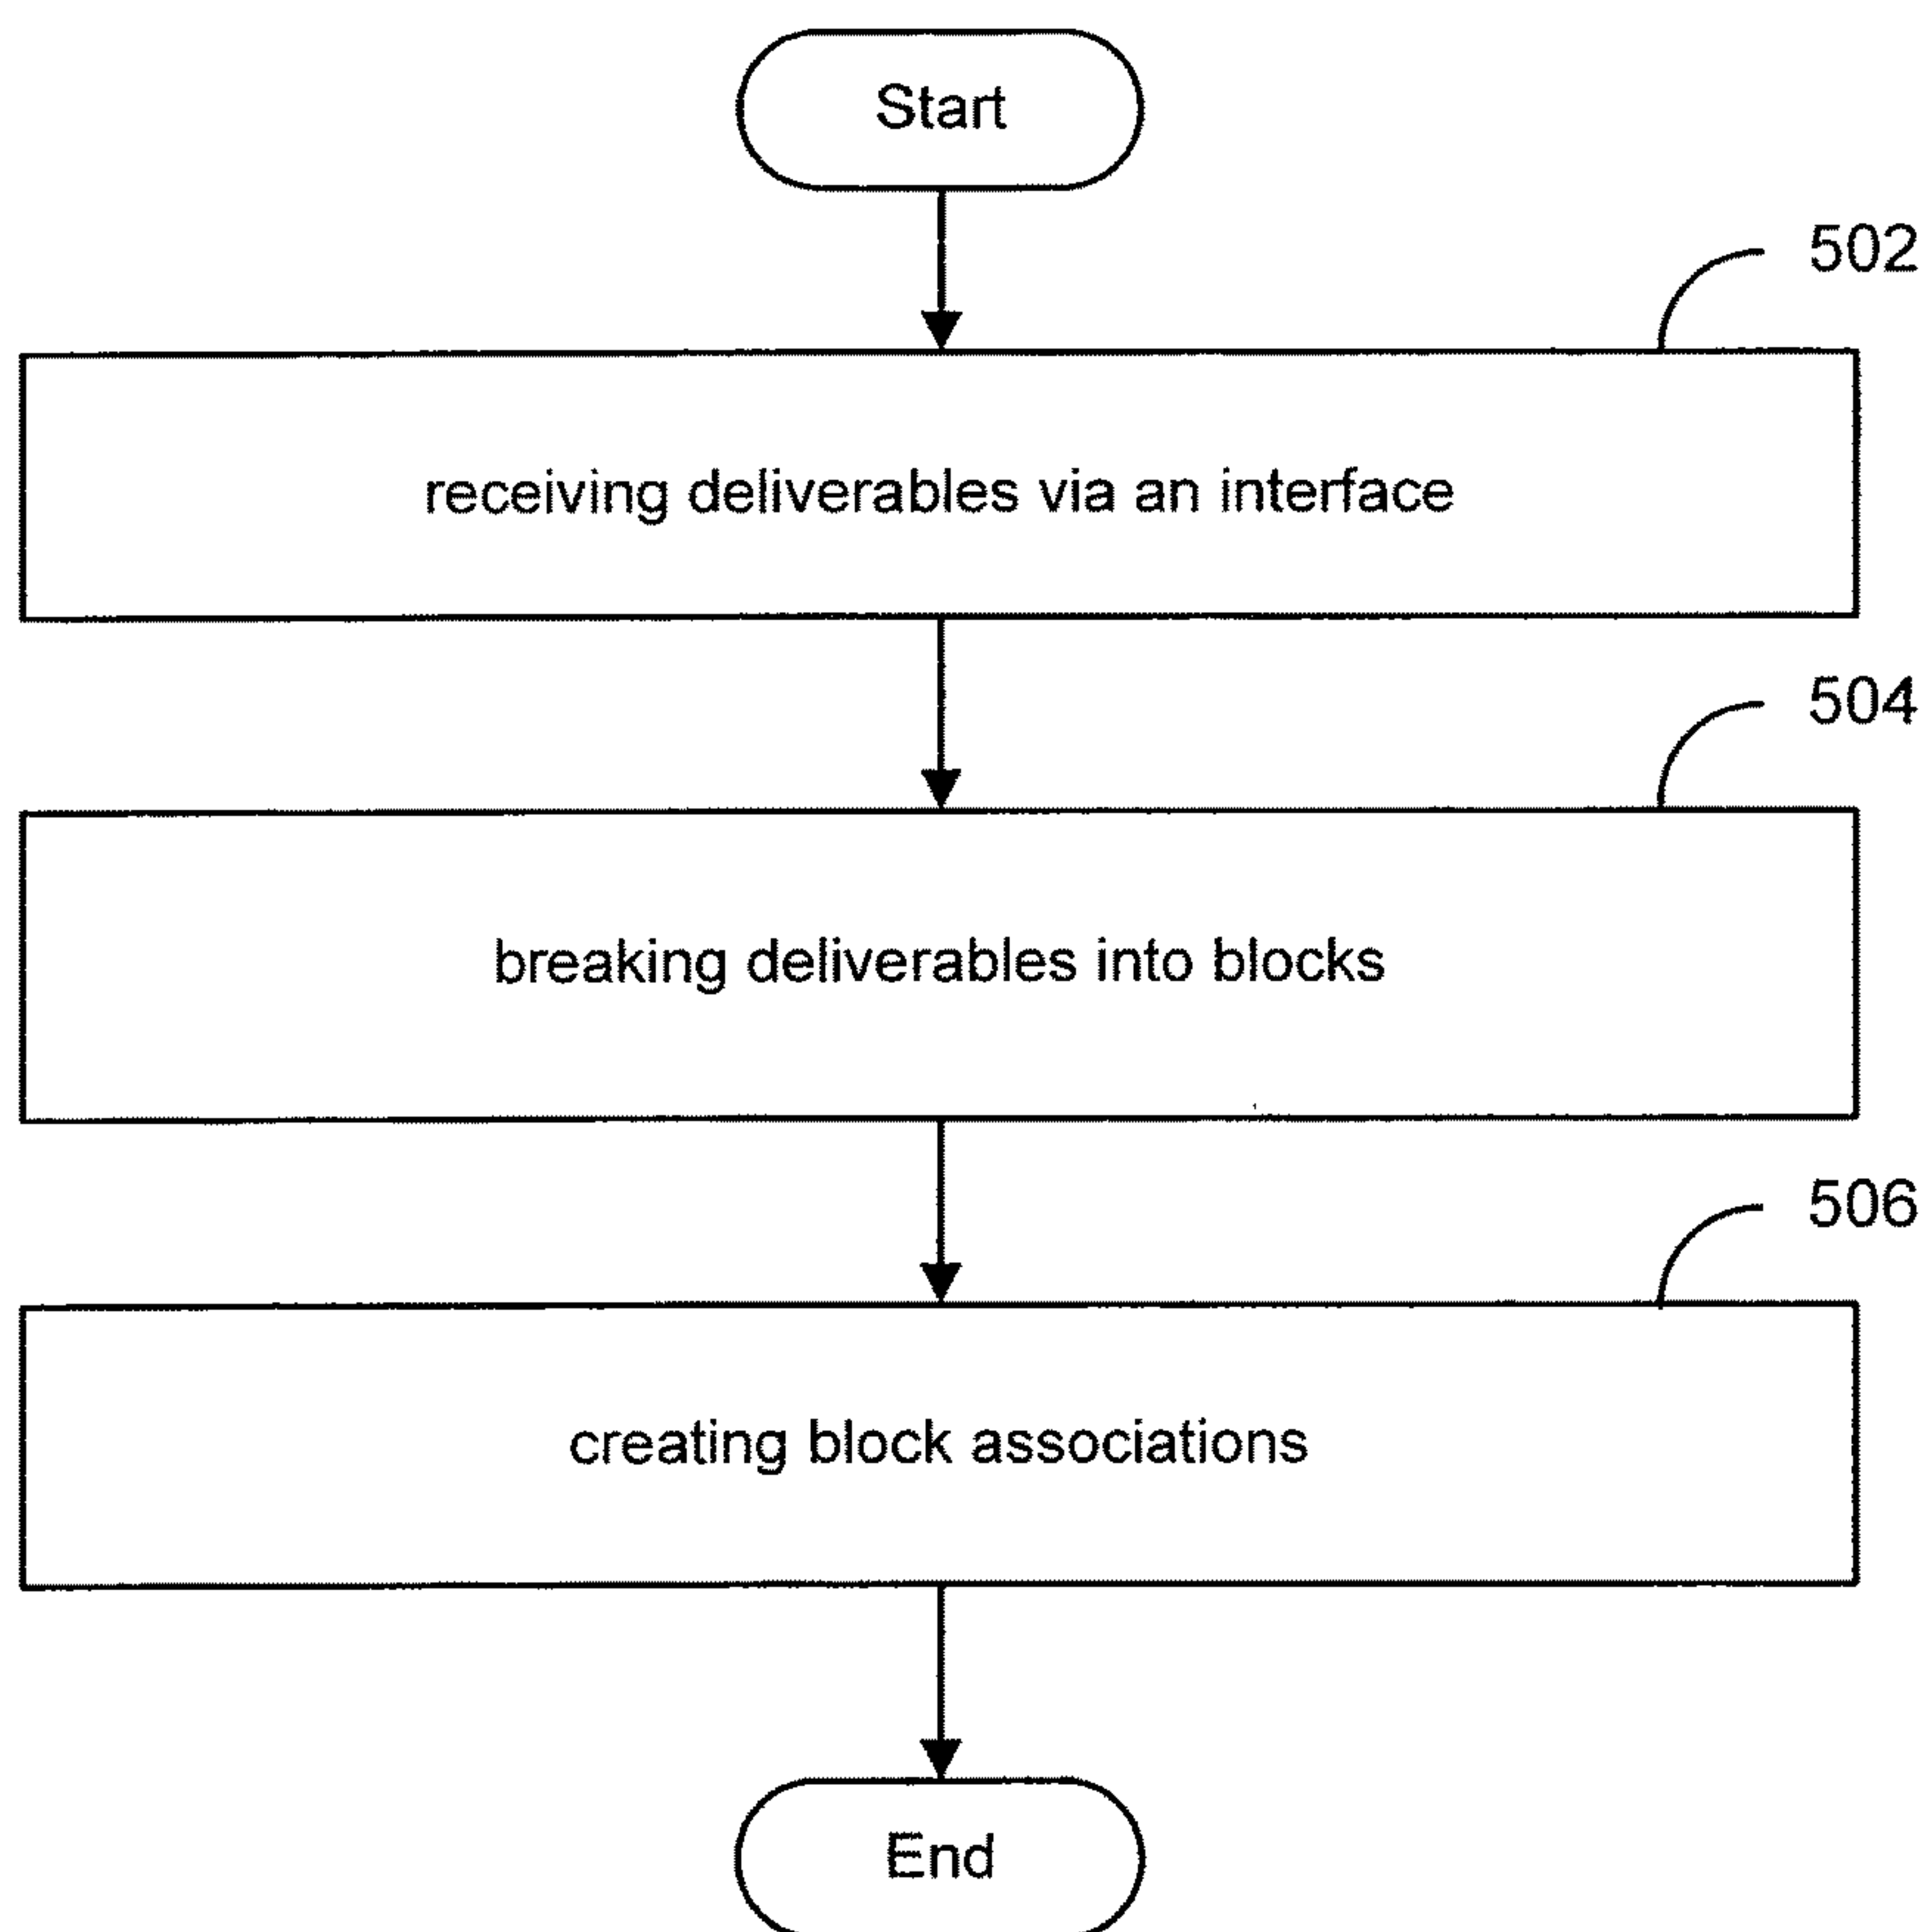 Start
502
receiving deliverables via an interface
504
breaking deliverables into blocks
506
creating block associations
End